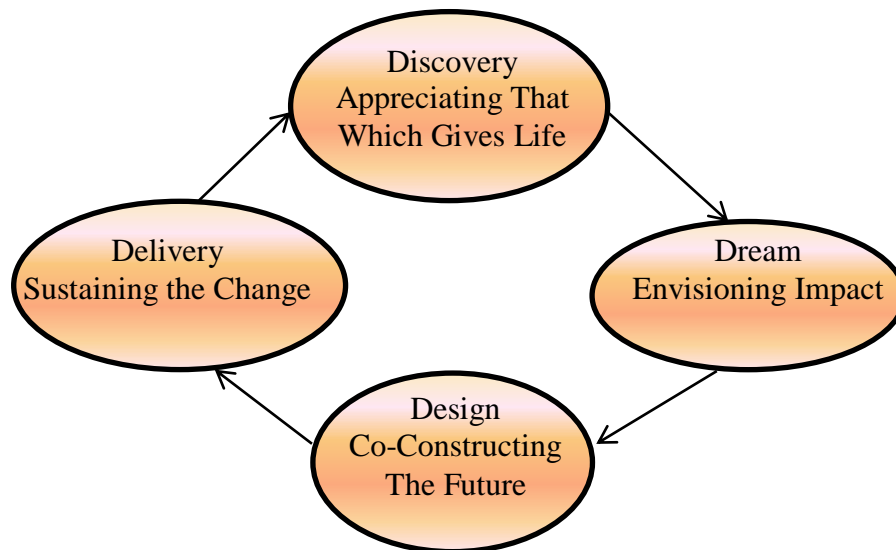 Discovery
Appreciating That
Which Gives Life
Dream
Envisioning Impact
Design
Co-Constructing
The Future
Delivery
Sustaining the Change